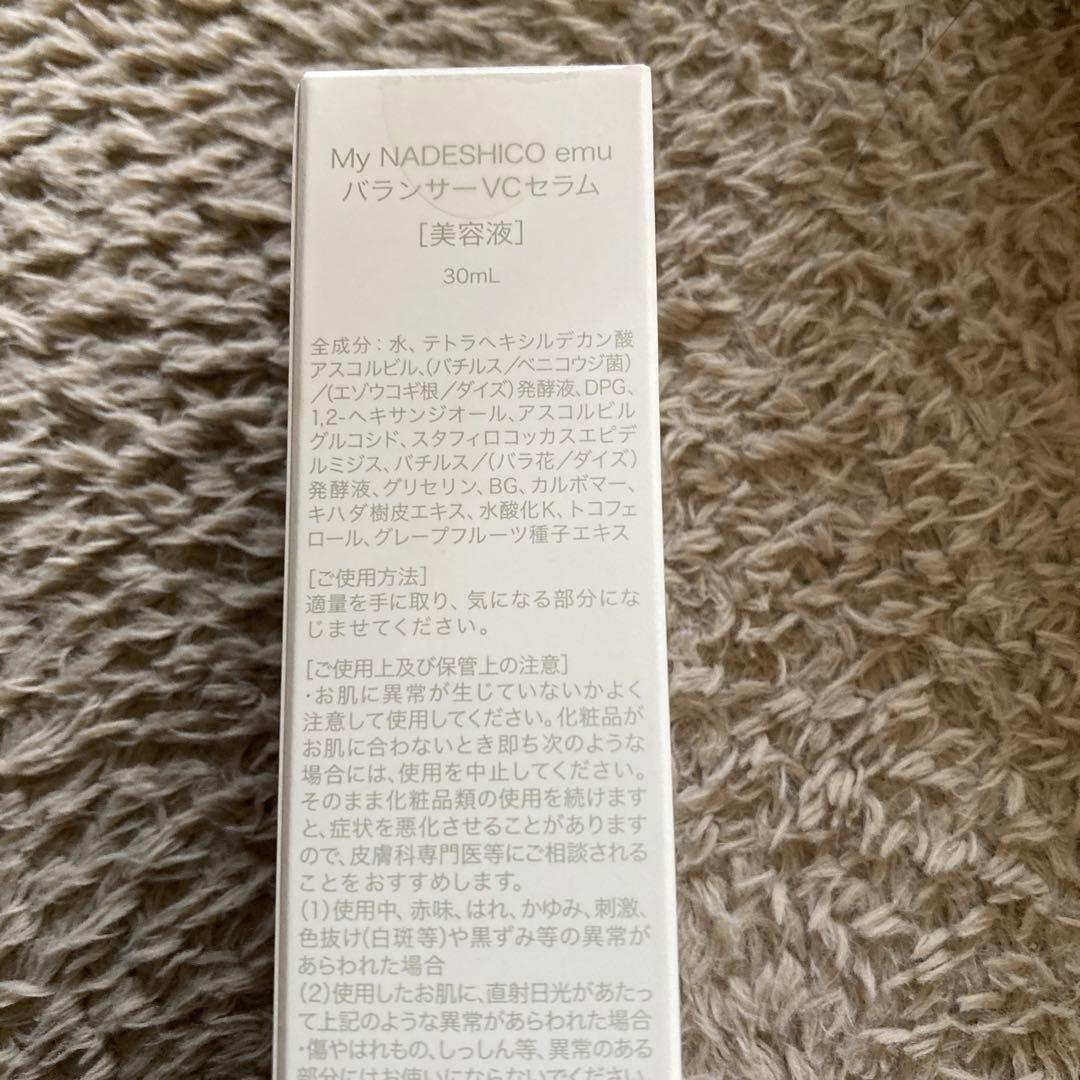 My NADESHICO emu
バランサーVCセラム
[美容液]
30mL
全成分：水、テトラヘキシルデカン酸
アスコルビル、(バチルス／ベニコウジ菌)
／(エゾウコギ根／ダイズ)発酵液、DPG、
1,2-ヘキサンジオール、アスコルビル
グルコシド、スタフィロコッカスエピデ
ルミジス、バチルス／(バラ花／ダイズ)
発酵液、グリセリン、BG、カルボマー、
キハダ樹皮エキス、水酸化K、トコフェ
ロール、グレープフルーツ種子エキス
[ご使用方法]
適量を手に取り、気になる部分にな
じませてください。
[ご使用上及び保管上の注意]
・お肌に異常が生じていないかよく
注意して使用してください。化粧品が
お肌に合わないとき即ち次のような
場合には、使用を中止してください。
そのまま化粧品類の使用を続けます
と、症状を悪化させることがあります
ので、皮膚科専門医等にご相談される
ことをおすすめします。
(1)使用中、赤味、はれ、かゆみ、刺激、
色抜け(白斑等)や黒ずみ等の異常が
あらわれた場合
(2)使用したお肌に、直射日光があたっ
て上記のような異常があらわれた場合
・傷やはれもの、しっしん等、異常のある
部分にはお使いにならないでください。